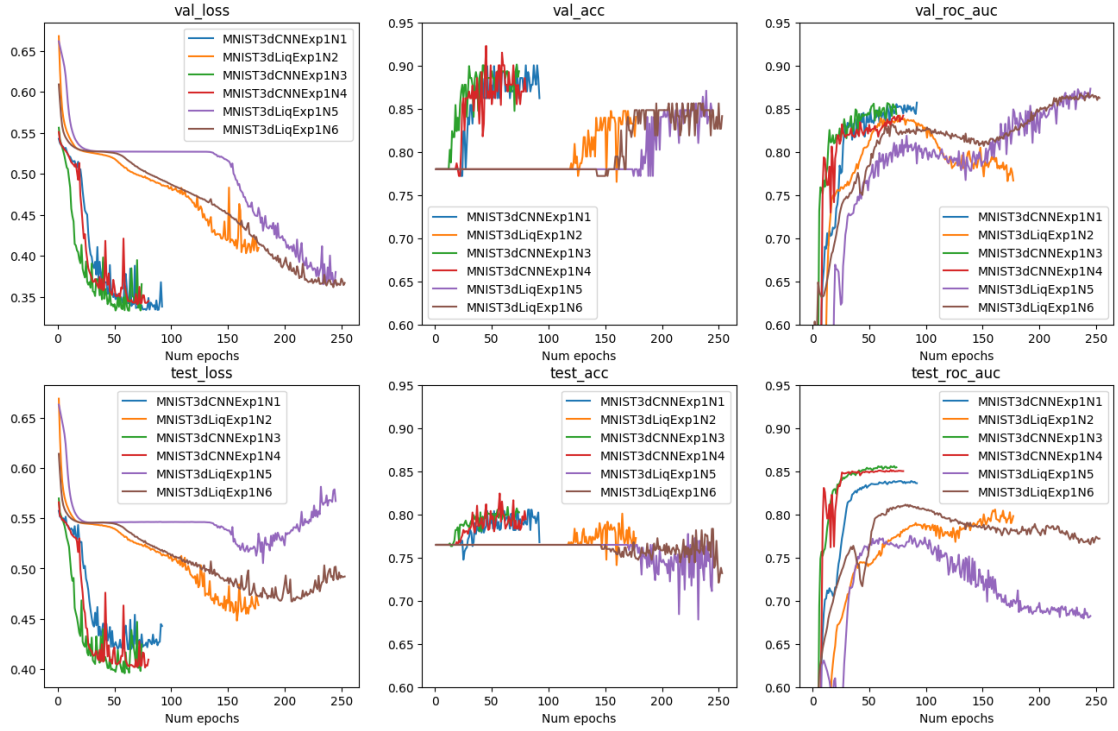 val_loss
0.65
0.60
0.55
0.50
0.45
0.40
0.35
MNIST3dCNNExp1N1
MNIST3dLiqExp1N2
MNIST3dCNNExp1N3
MNIST3dCNNExp1N4
MNIST3dLiqExp1N5
MNIST3dLiqExp1N6
0 50 100 150 200 250
Num epochs
val_acc
0.95
0.90
0.85
0.80
0.75
0.70
0.65
0.60
MNIST3dCNNExp1N1
MNIST3dLiqExp1N2
MNIST3dCNNExp1N3
MNIST3dCNNExp1N4
MNIST3dLiqExp1N5
MNIST3dLiqExp1N6
0 50 100 150 200 250
Num epochs
val_roc_auc
0.95
0.90
0.85
0.80
0.75
0.70
0.65
0.60
MNIST3dCNNExp1N1
MNIST3dLiqExp1N2
MNIST3dCNNExp1N3
MNIST3dCNNExp1N4
MNIST3dLiqExp1N5
MNIST3dLiqExp1N6
0 50 100 150 200 250
Num epochs
test_loss
0.65
0.60
0.55
0.50
0.45
0.40
MNIST3dCNNExp1N1
MNIST3dLiqExp1N2
MNIST3dCNNExp1N3
MNIST3dCNNExp1N4
MNIST3dLiqExp1N5
MNIST3dLiqExp1N6
0 50 100 150 200 250
Num epochs
test_acc
0.95
0.90
0.85
0.80
0.75
0.70
0.65
0.60
MNIST3dCNNExp1N1
MNIST3dLiqExp1N2
MNIST3dCNNExp1N3
MNIST3dCNNExp1N4
MNIST3dLiqExp1N5
MNIST3dLiqExp1N6
0 50 100 150 200 250
Num epochs
test_roc_auc
0.95
0.90
0.85
0.80
0.75
0.70
0.65
0.60
MNIST3dCNNExp1N1
MNIST3dLiqExp1N2
MNIST3dCNNExp1N3
MNIST3dCNNExp1N4
MNIST3dLiqExp1N5
MNIST3dLiqExp1N6
0 50 100 150 200 250
Num epochs